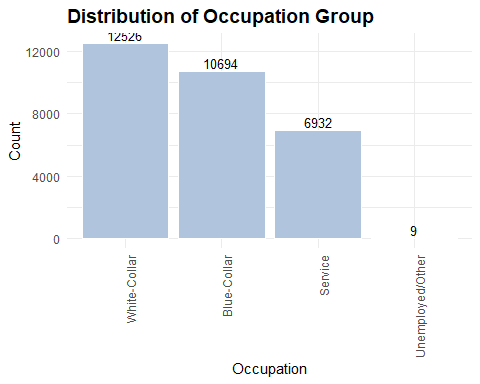 Distribution of Occupation Group
12526
10694
6932
9
12000
8000
4000
0
Count
White-Collar
Blue-Collar
Service
Unemployed/Other
Occupation